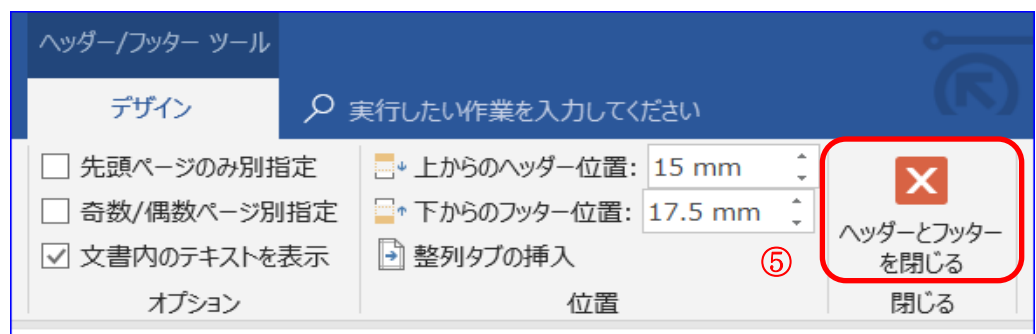 ヘッダー/フッター ツール
デザイン
実行したい作業を入力してください
先頭ページのみ別指定
奇数/偶数ページ別指定
文書内のテキストを表示
オプション
上からのヘッダー位置: 15 mm
下からのフッター位置: 17.5 mm
整列タブの挿入
⑤
位置
ヘッダーとフッター
を閉じる
閉じる